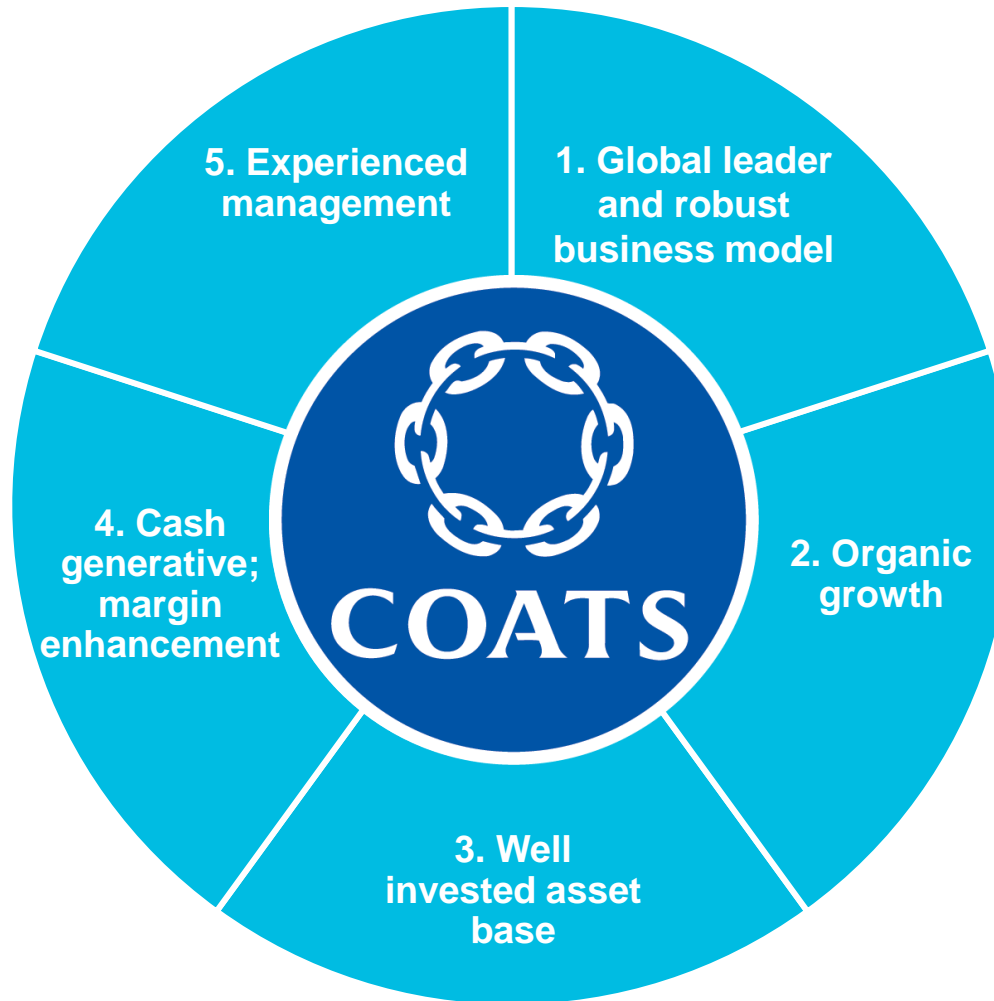 1. Global leader
and robust
business model
2. Organic
growth
3. Well
invested asset
base
4. Cash
generative;
margin
enhancement
5. Experienced
management
COATS